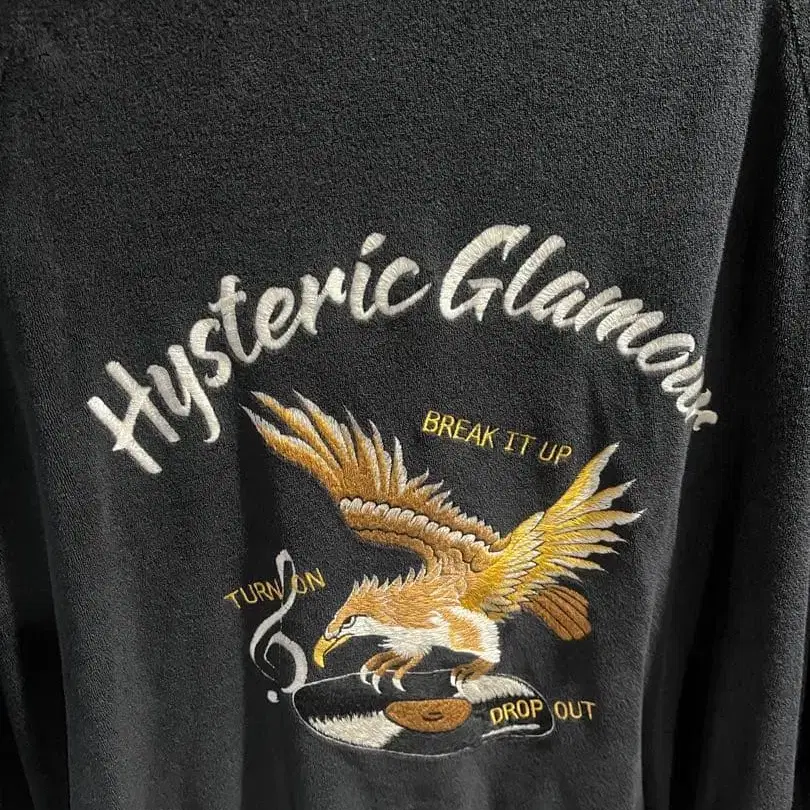 Hysteric Glamour
BREAK IT UP
TURN ON
DROP OUT